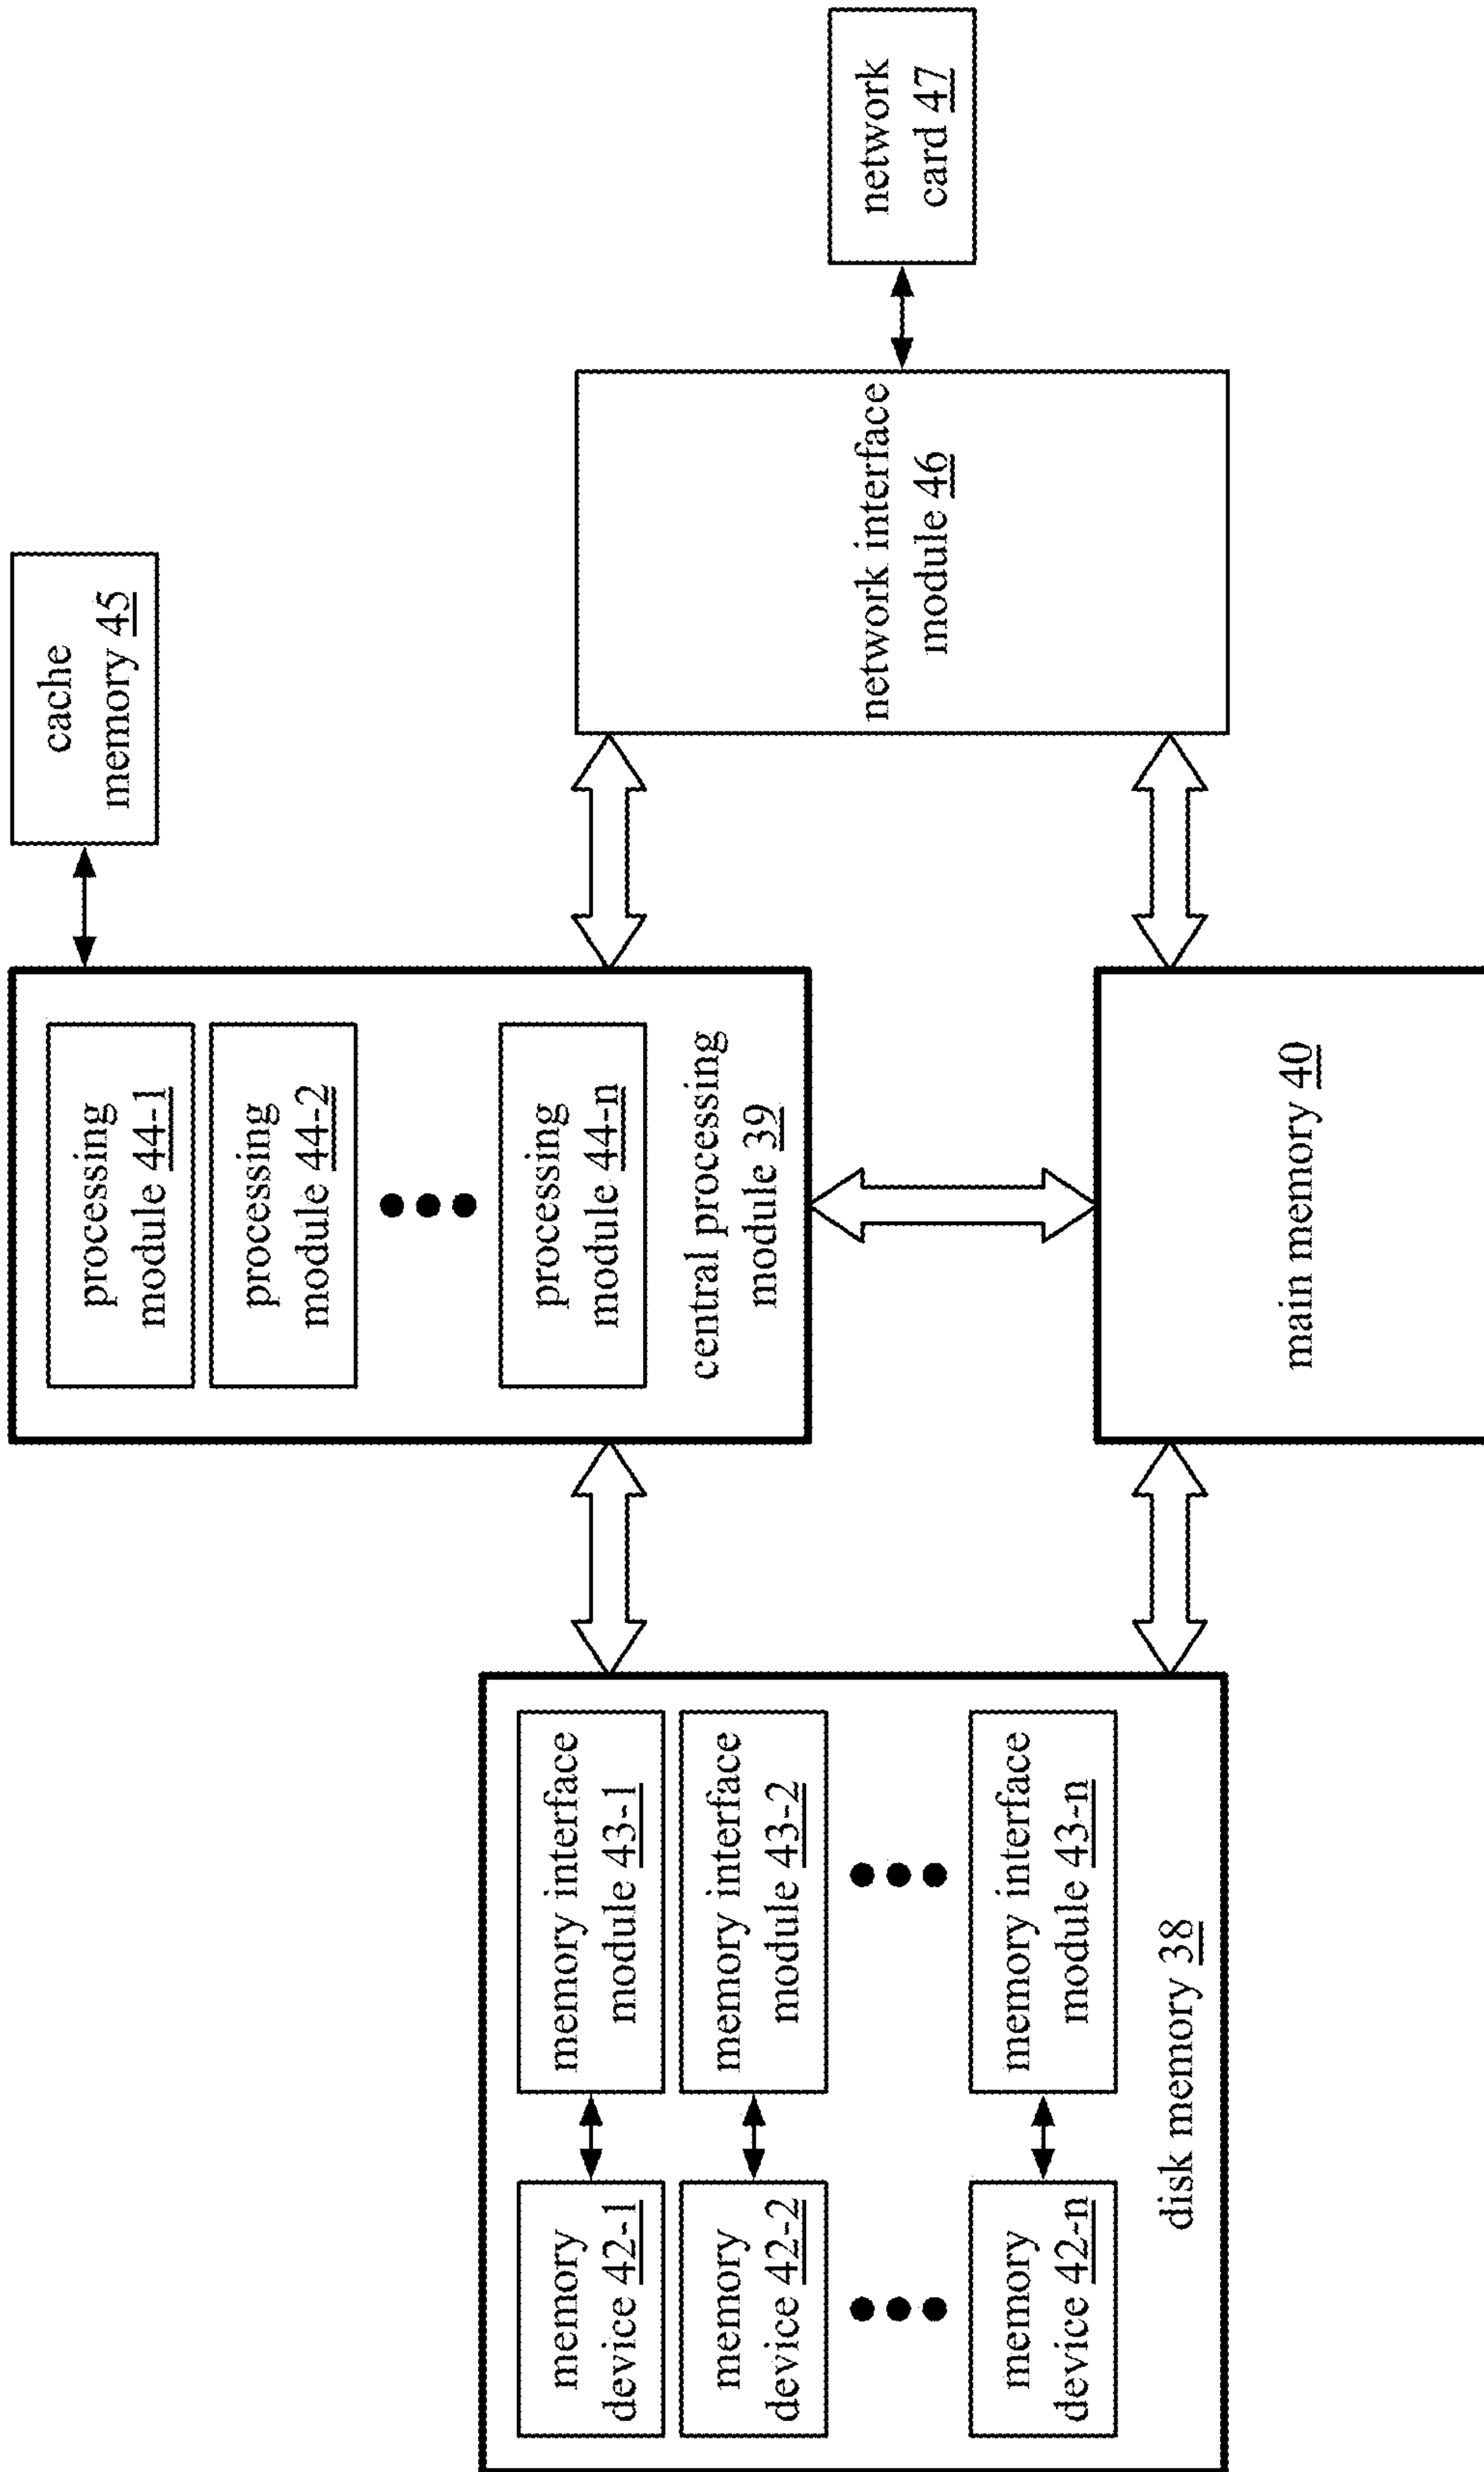 memory
device 42-1
memory interface
module 43-1
memory
device 42-2
memory interface
module 43-2
memory
device 42-n
memory interface
module 43-n
disk memory 38
processing
module 44-1
processing
module 44-2
processing
module 44-n
central processing
module 39
main memory 40
cache
memory 45
network interface
module 46
network
card 47